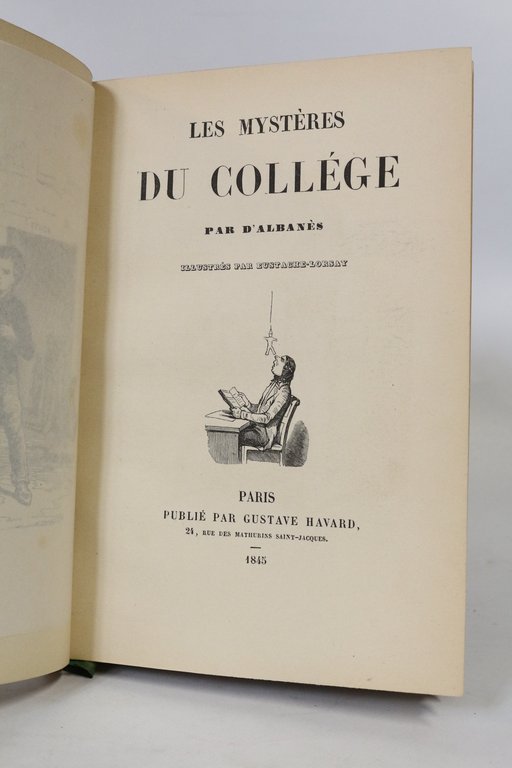 LES MYSTÈRES
DU COLLÉGE
PAR D'ALBANÈS
ILLUSTRÉS PAR EUSTACHE-LORSAY
PARIS
PUBLIÉ PAR GUSTAVE HAVARD,
24, RUE DES MATHURINS SAINT-JACQUES.
1845